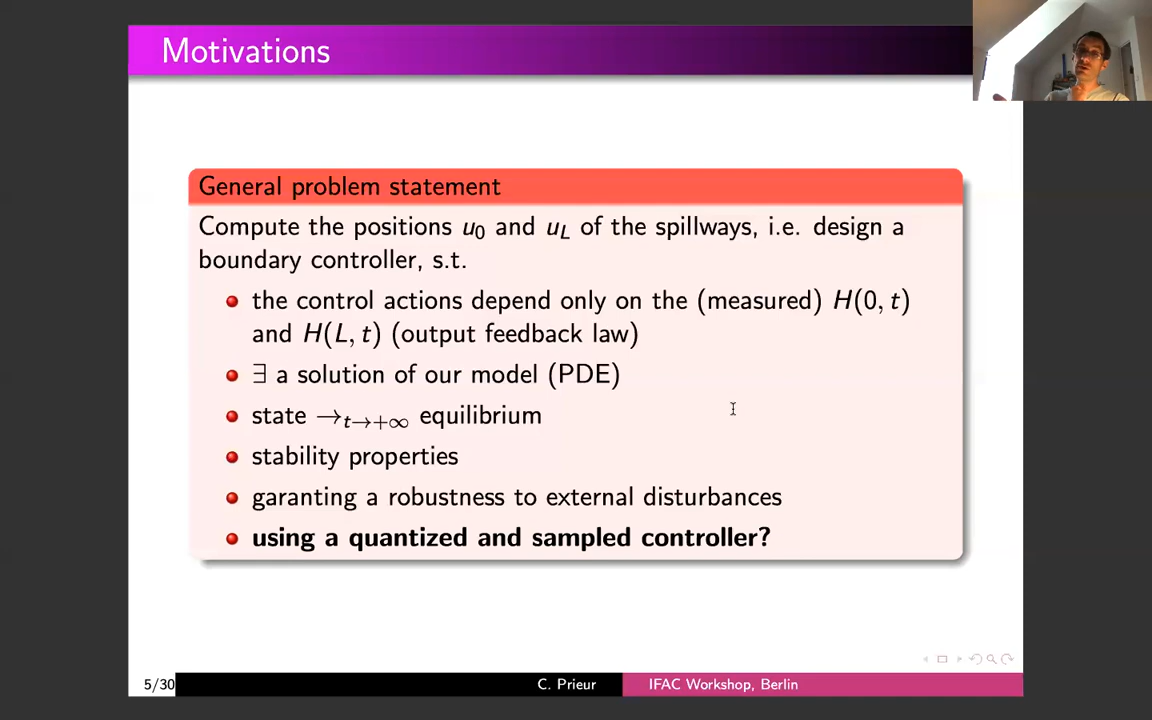 Motivations
General problem statement
Compute the positions u₀ and u_L of the spillways, i.e. design a
boundary controller, s.t.
the control actions depend only on the (measured) H(0, t)
and H(L, t) (output feedback law)
∃ a solution of our model (PDE)
state →_{t→+∞} equilibrium
stability properties
garanting a robustness to external disturbances
using a quantized and sampled controller?
5/30 C. Prieur IFAC Workshop, Berlin